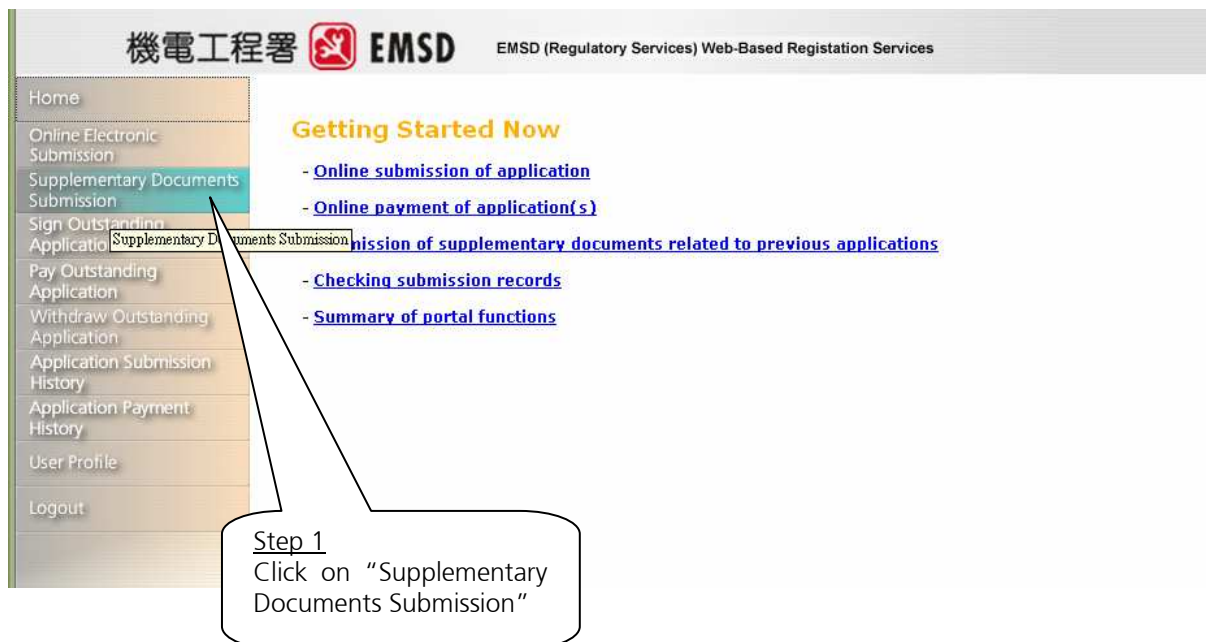 機電工程署 EMSD EMSD (Regulatory Services) Web-Based Registation Services
Home
Online Electronic
Submission
Supplementary Documents
Submission
Sign Outstanding
Applicatio
Supplementary Documents Submission
Pay Outstanding
Application
Withdraw Outstanding
Application
Application Submission
History
Application Payment
History
User Profile
Logout
Getting Started Now
- Online submission of application
- Online payment of application(s)
mission of supplementary documents related to previous applications
- Checking submission records
- Summary of portal functions
Step 1
Click on “Supplementary
Documents Submission”